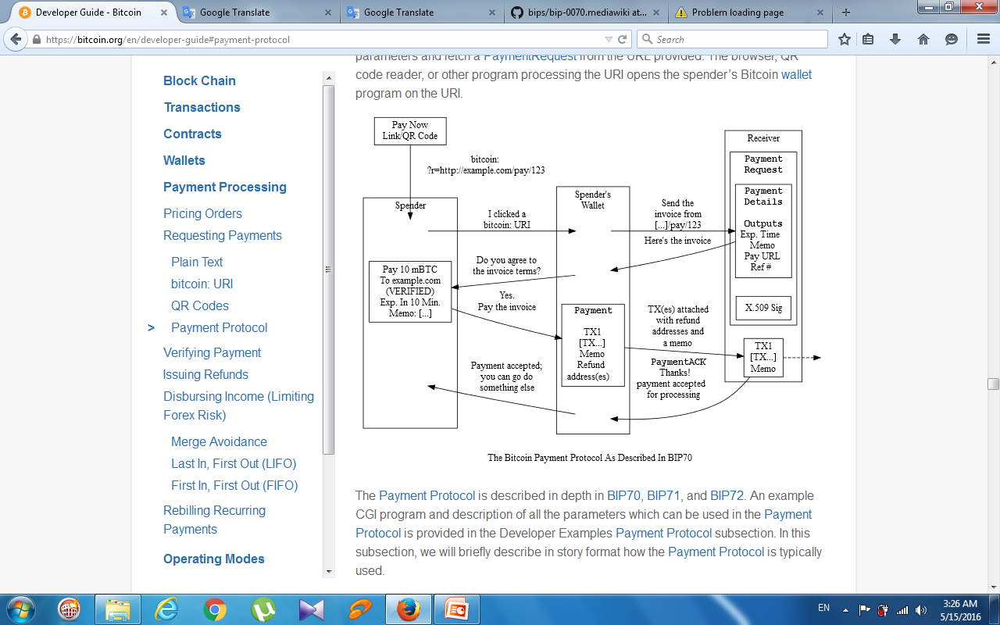 Developer Guide - Bitcoin
Google Translate
Google Translate
bips/bip-0070.mediawiki at...
Problem loading page
https://bitcoin.org/en/developer-guide#payment-protocol
Search
Block Chain
Transactions
Contracts
Wallets
Payment Processing
Pricing Orders
Requesting Payments
Plain Text
bitcoin: URI
QR Codes
> Payment Protocol
Verifying Payment
Issuing Refunds
Disbursing Income (Limiting
Forex Risk)
Merge Avoidance
Last In, First Out (LIFO)
First In, First Out (FIFO)
Rebilling Recurring
Payments
Operating Modes
parameters and fetch a PaymentRequest from the URL provided. The browser, QR
code reader, or other program processing the URI opens the spender's Bitcoin wallet
program on the URI.
Pay Now
Link/QR Code
bitcoin:
?r=http://example.com/pay/123
Spender
I clicked a
bitcoin: URI
Spender's
Wallet
Send the
invoice from
[...]/pay/123
Here's the invoice
Receiver
Payment
Request
Payment
Details
Outputs
Exp. Time
Memo
Pay URL
Ref #
X.509 Sig
Do you agree to
the invoice terms?
Pay 10 mBTC
To example.com
(VERIFIED)
Exp. In 10 Min.
Memo: [...]
Yes.
Pay the invoice
Payment
TX1
[TX...]
Memo
Refund
address(es)
TX(es) attached
with refund
addresses and
a memo
TX1
[TX...]
Memo
PaymentACK
Thanks!
payment accepted
for processing
Payment accepted;
you can go do
something else
The Bitcoin Payment Protocol As Described In BIP70
The Payment Protocol is described in depth in BIP70, BIP71, and BIP72. An example
CGI program and description of all the parameters which can be used in the Payment
Protocol is provided in the Developer Examples Payment Protocol subsection. In this
subsection, we will briefly describe in story format how the Payment Protocol is typically
used.
EN
3:26 AM
5/15/2016